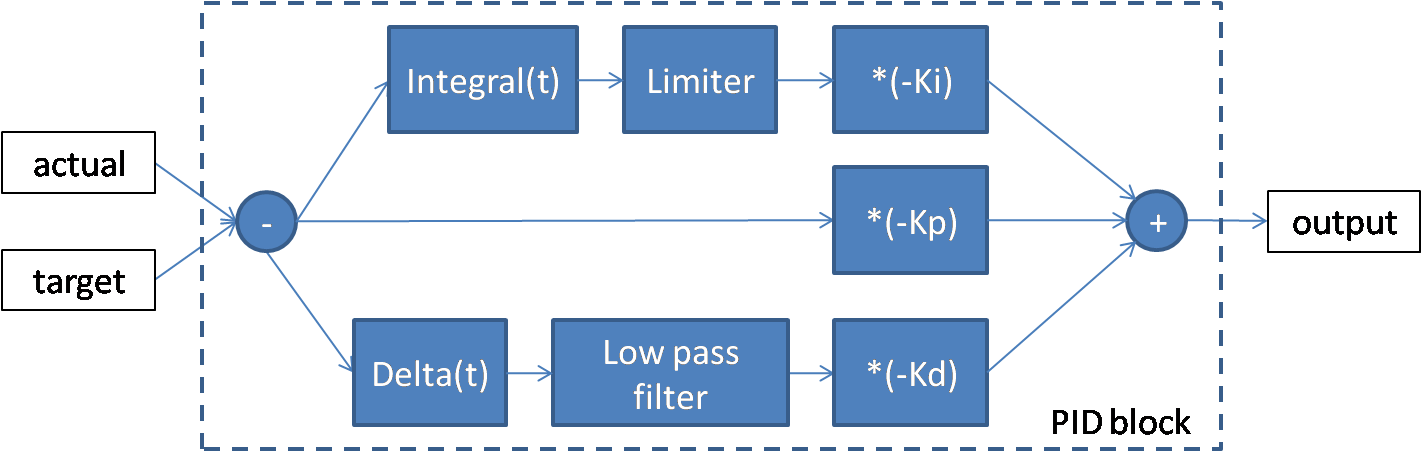 Integral(t)
Limiter
*(-Ki)
actual
-
*(-Kp)
+
output
target
Delta(t)
Low pass
filter
*(-Kd)
PID block